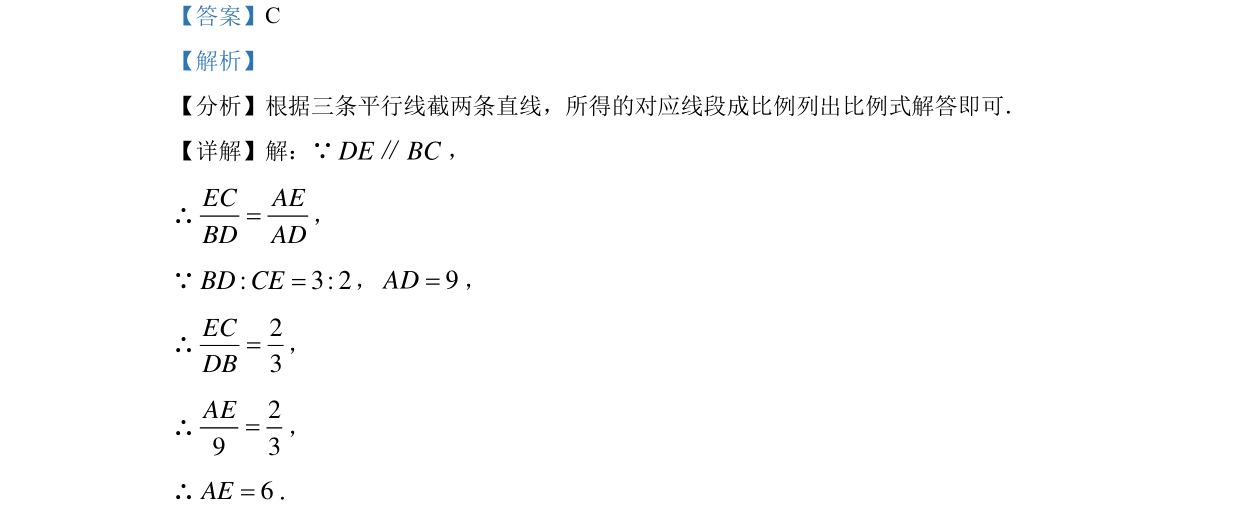 【答案】C
【解析】
【分析】根据三条平行线截两条直线，所得的对应线段成比例列出比例式解答即可．
【详解】解：∵ DE ∥ BC，
∴ EC/BD = AE/AD，
∵ BD : CE = 3 : 2， AD = 9，
∴ EC/DB = 2/3，
∴ AE/9 = 2/3，
∴ AE = 6．